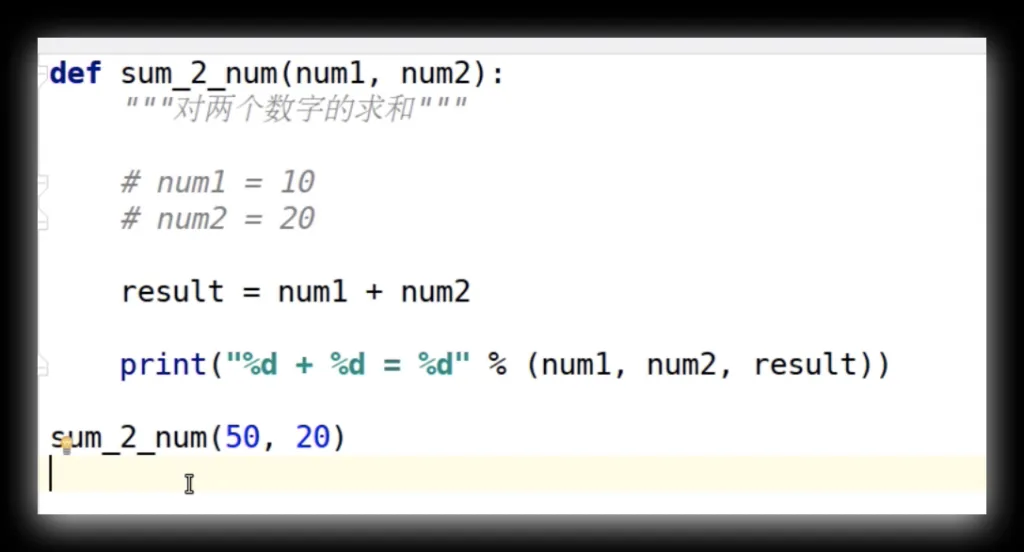 def sum_2_num(num1, num2):
"""对两个数字的求和"""
# num1 = 10
# num2 = 20
result = num1 + num2
print("%d + %d = %d" % (num1, num2, result))
sum_2_num(50, 20)